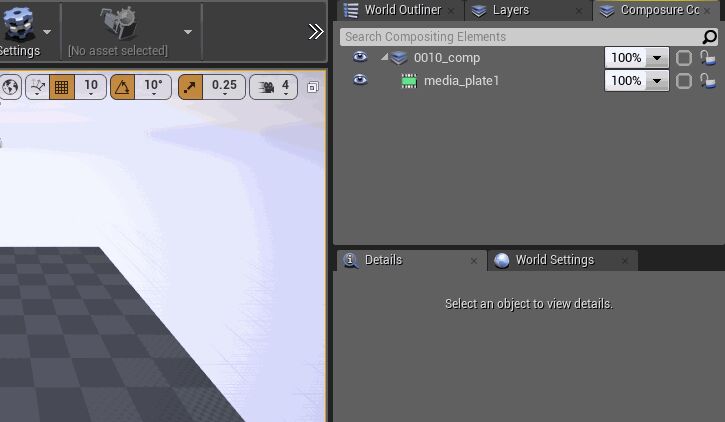 World Outliner
Layers
Composure Co
ettings
[No asset selected]
Search Compositing Elements
0010_comp
100%
media_plate1
100%
10
10°
0.25
4
Details
World Settings
Select an object to view details.